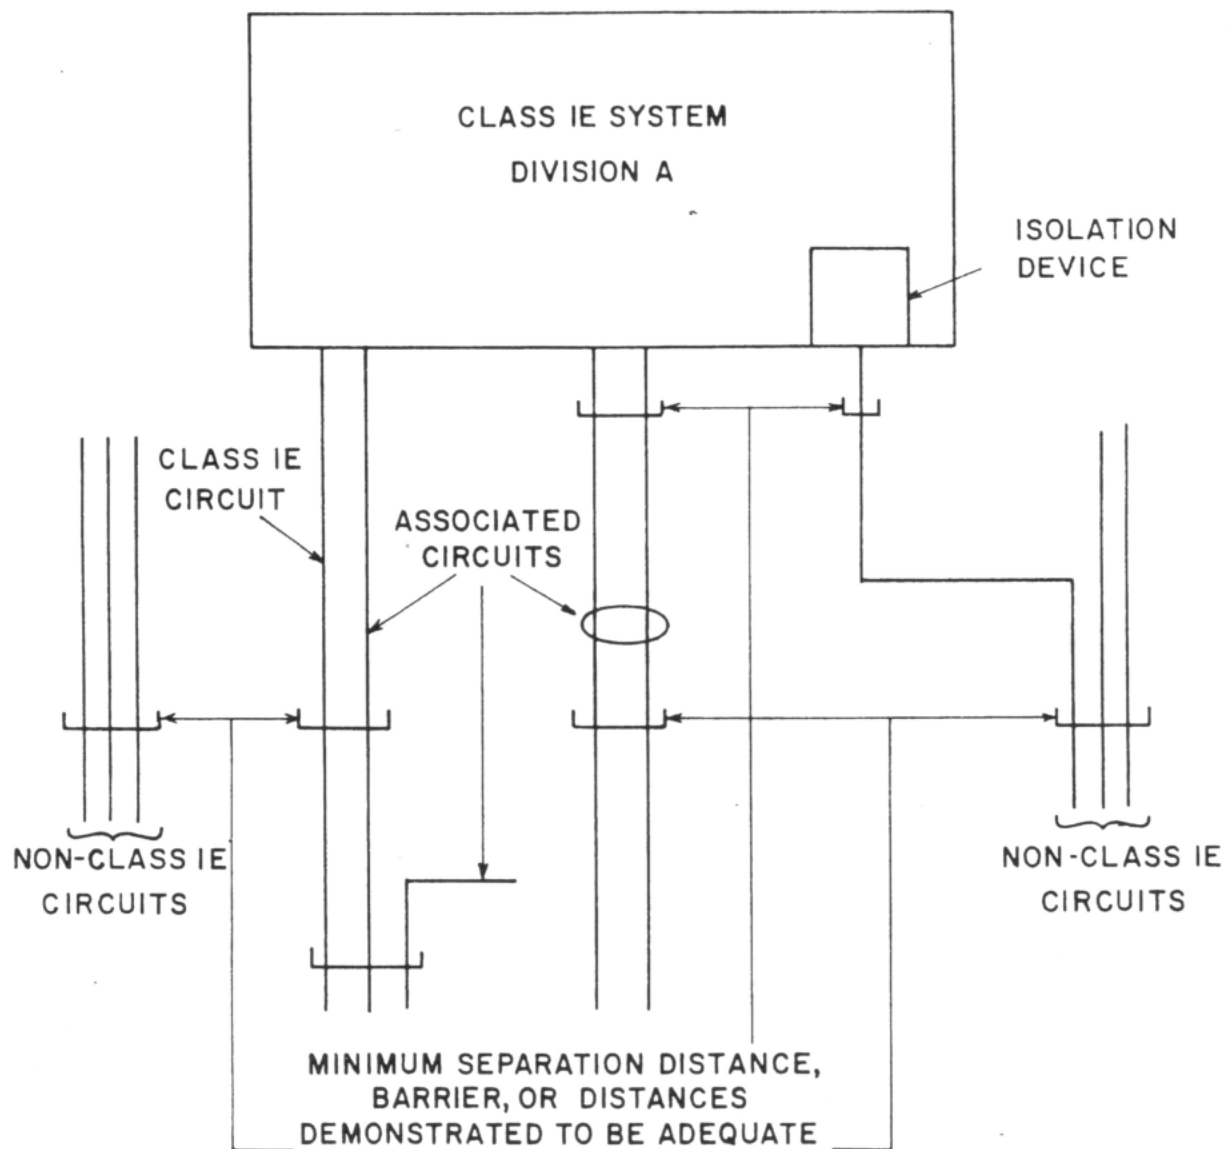 CLASS IE SYSTEM
DIVISION A
ISOLATION
DEVICE
CLASS IE
CIRCUIT
ASSOCIATED
CIRCUITS
NON-CLASS IE
CIRCUITS
NON-CLASS IE
CIRCUITS
MINIMUM SEPARATION DISTANCE,
BARRIER, OR DISTANCES
DEMONSTRATED TO BE ADEQUATE